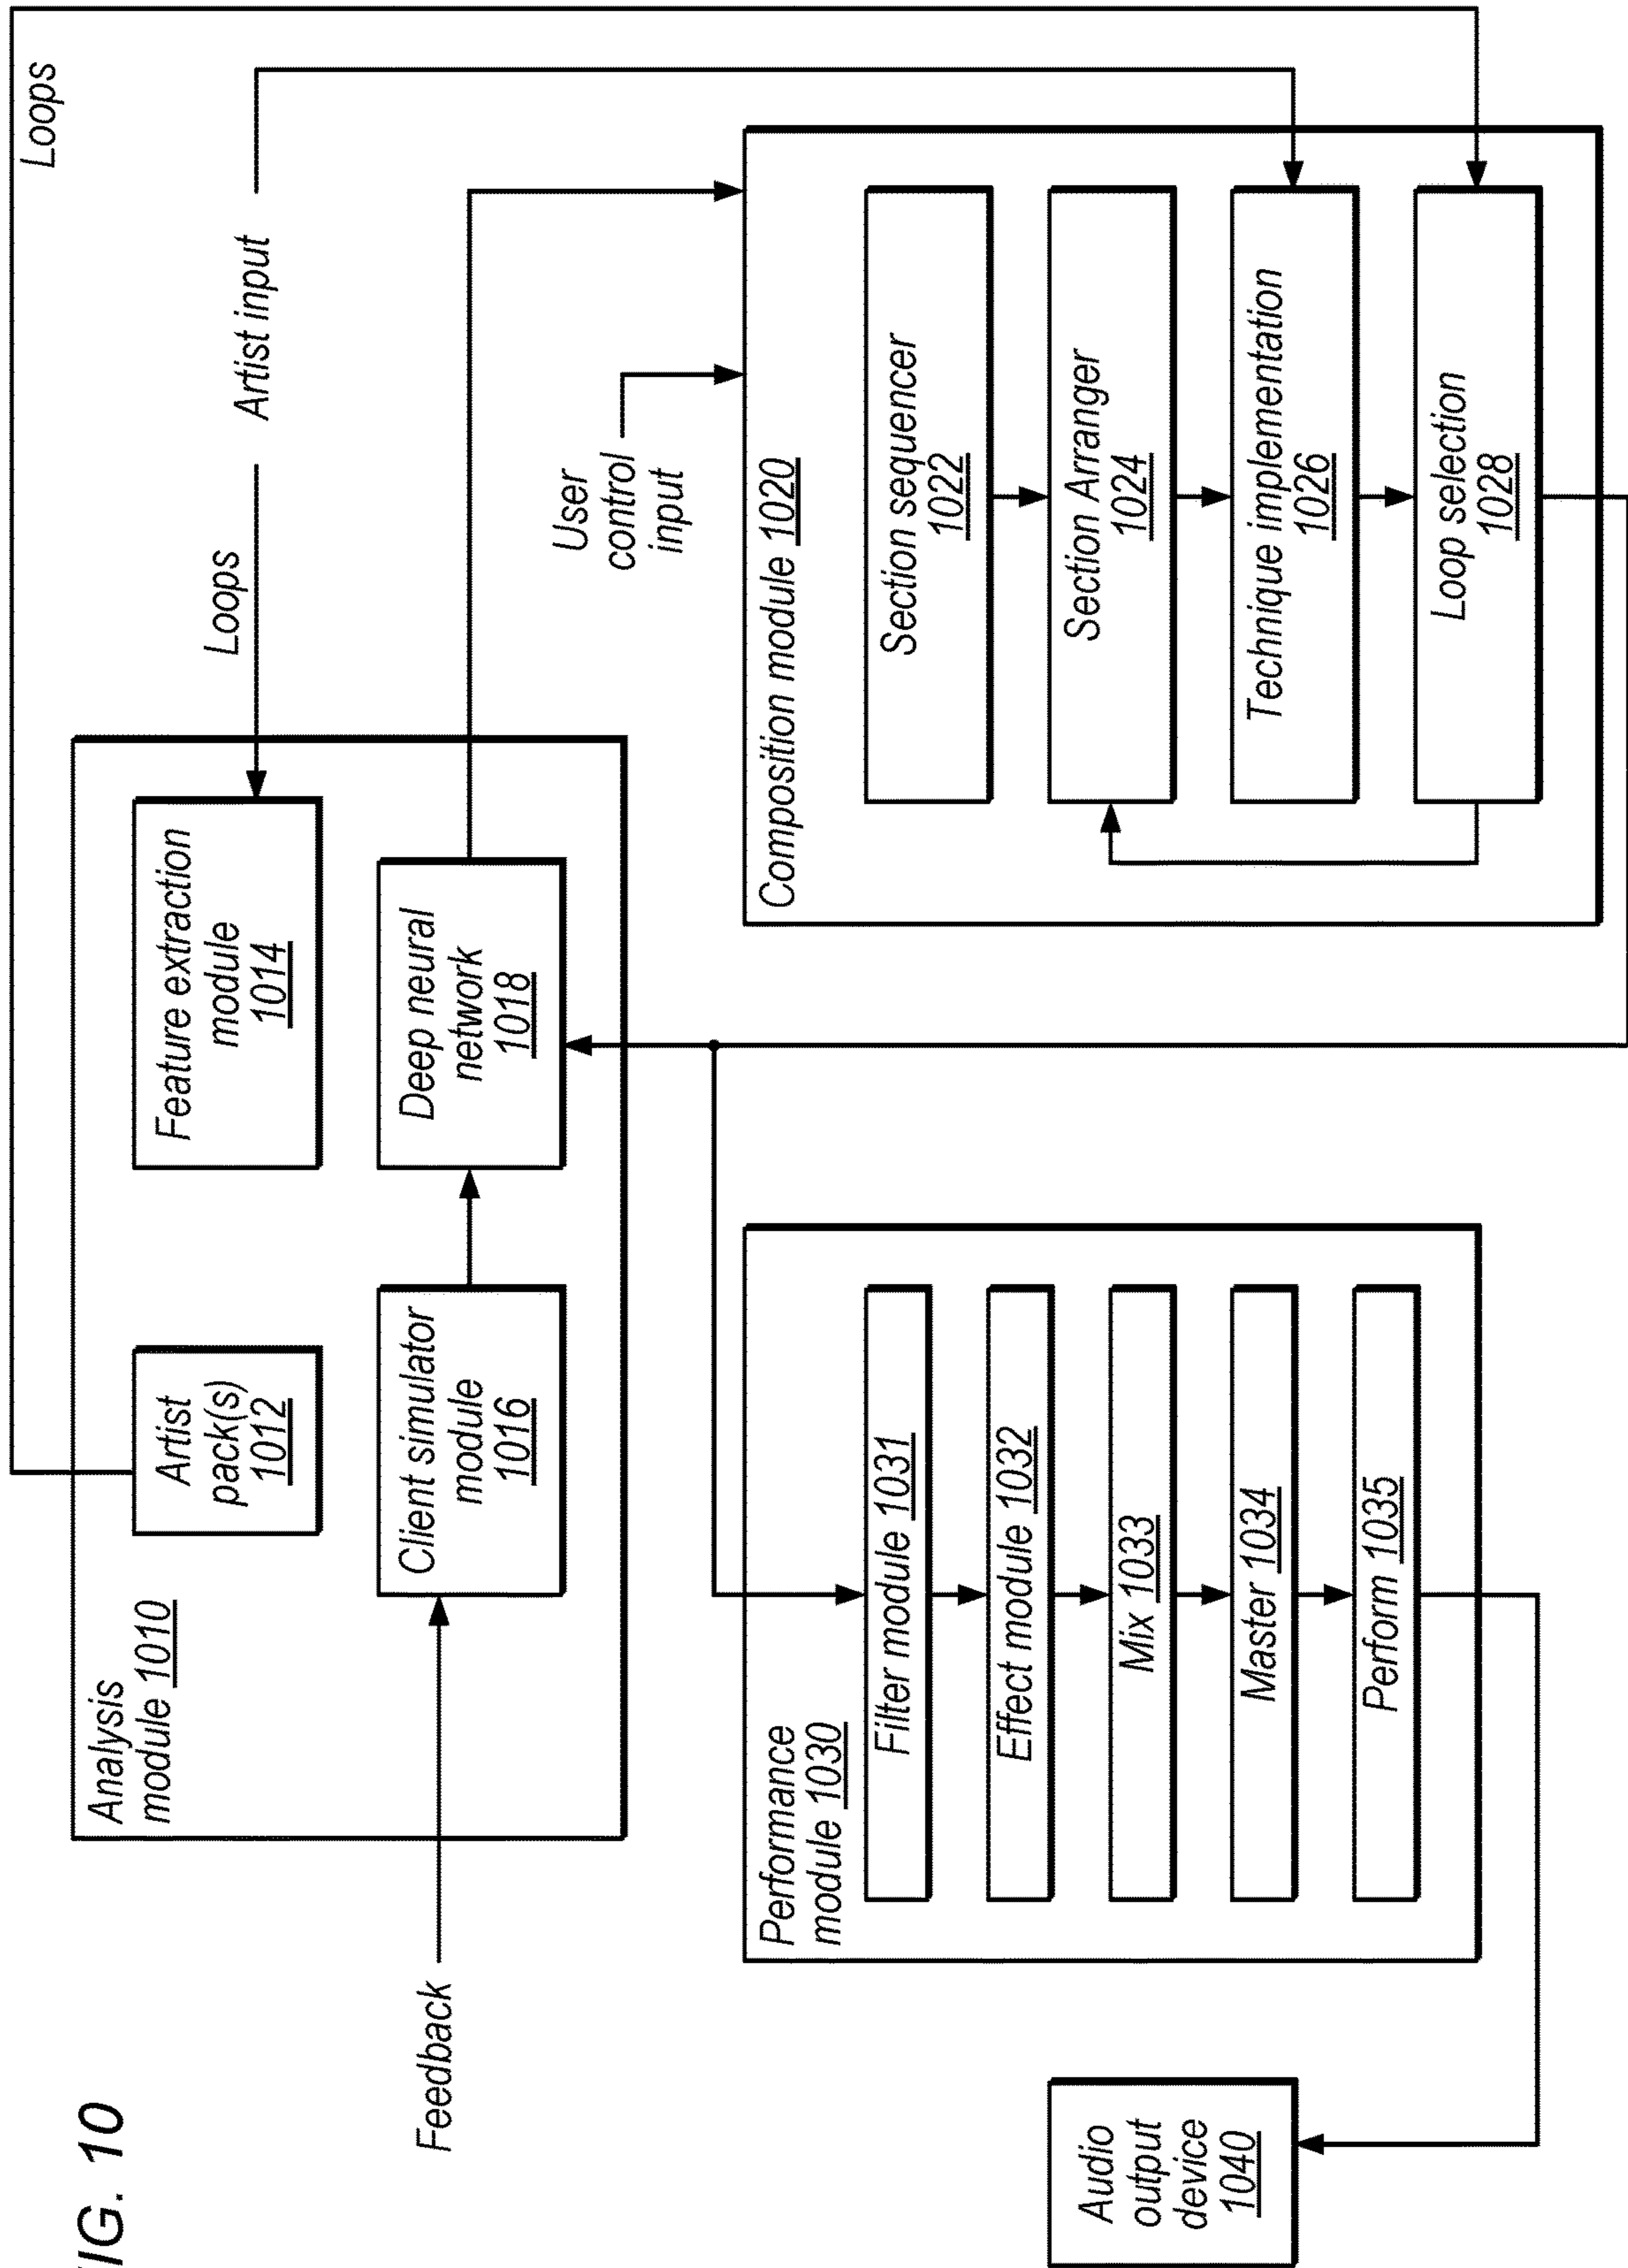 Loops
Artist input
Loops
Analysis
module 1010
Artist
pack(s)
1012
Feature extraction
module
1014
Client simulator
module
1016
Deep neural
network
1018
Feedback
User
control
input
Composition module 1020
Section sequencer
1022
Section Arranger
1024
Technique implementation
1026
Loop selection
1028
Performance
module 1030
Filter module 1031
Effect module 1032
Mix 1033
Master 1034
Perform 1035
Audio
output
device
1040
IG. 10